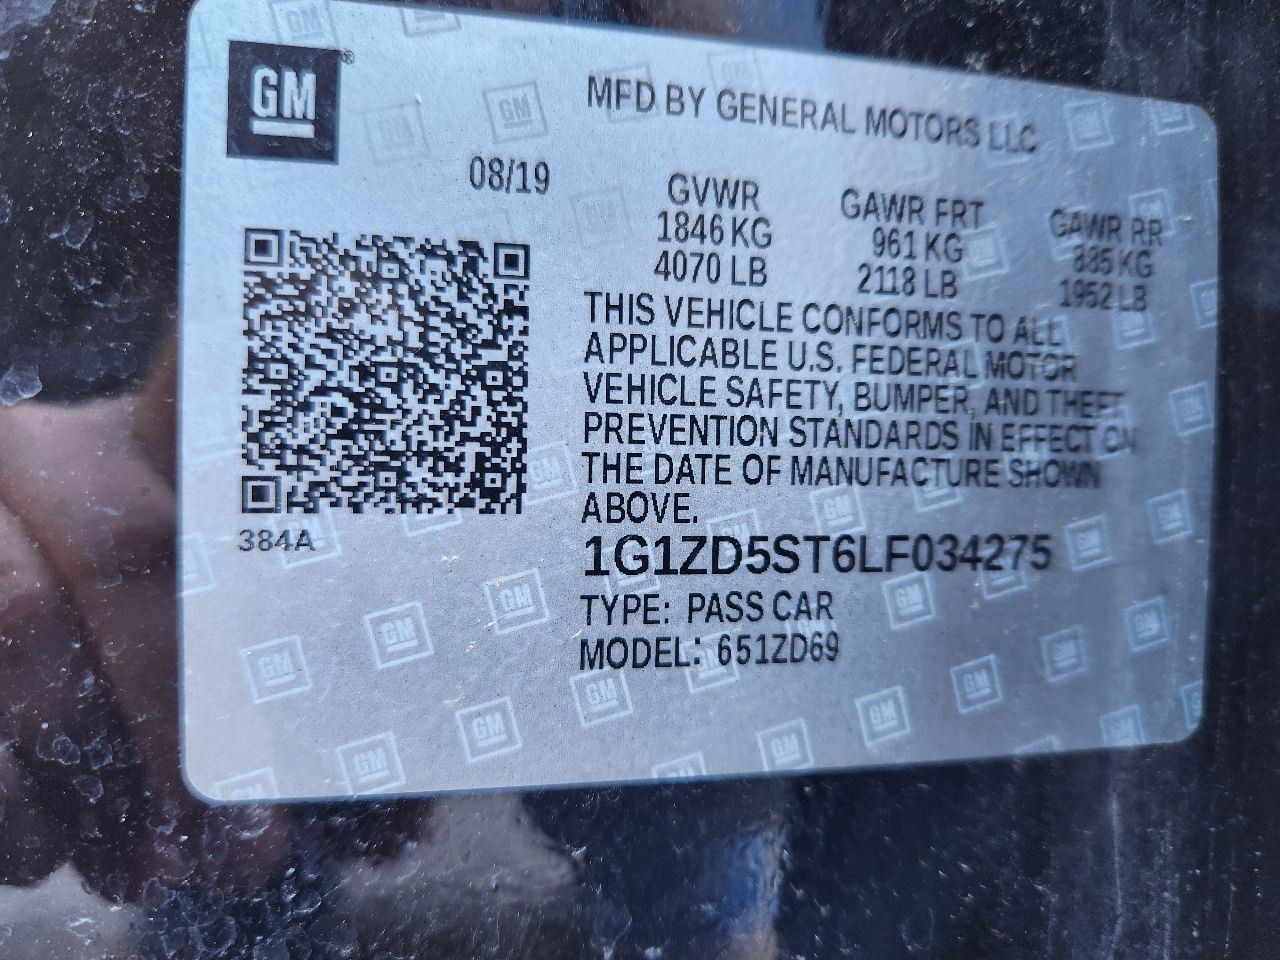 GM
MFD BY GENERAL MOTORS LLC
08/19
GVWR GAWR FRT GAWR RR
1846 KG 961 KG 885 KG
4070 LB 2118 LB 1952 LB
THIS VEHICLE CONFORMS TO ALL
APPLICABLE U.S. FEDERAL MOTOR
VEHICLE SAFETY, BUMPER, AND THEFT
PREVENTION STANDARDS IN EFFECT ON
THE DATE OF MANUFACTURE SHOWN
ABOVE.
384A
1G1ZD5ST6LF034275
TYPE: PASS CAR
MODEL: 651ZD69